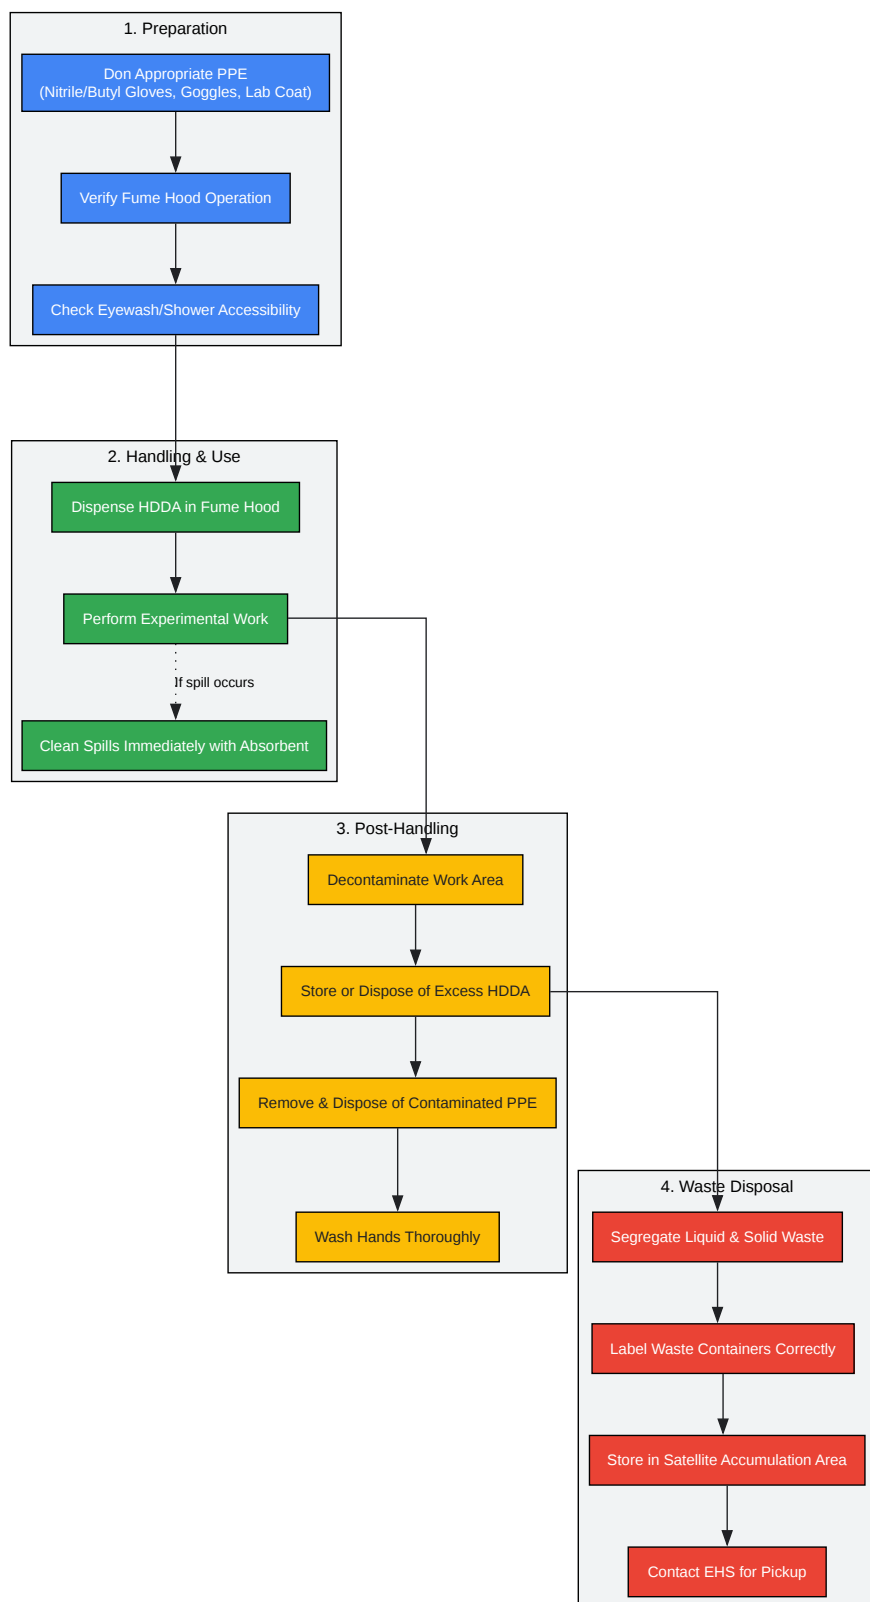 1. Preparation
Don Appropriate PPE
(Nitrile/Butyl Gloves, Goggles, Lab Coat)
Verify Fume Hood Operation
Check Eyewash/Shower Accessibility
2. Handling & Use
Dispense HDDA in Fume Hood
Perform Experimental Work
If spill occurs
Clean Spills Immediately with Absorbent
3. Post-Handling
Decontaminate Work Area
Store or Dispose of Excess HDDA
Remove & Dispose of Contaminated PPE
Wash Hands Thoroughly
4. Waste Disposal
Segregate Liquid & Solid Waste
Label Waste Containers Correctly
Store in Satellite Accumulation Area
Contact EHS for Pickup